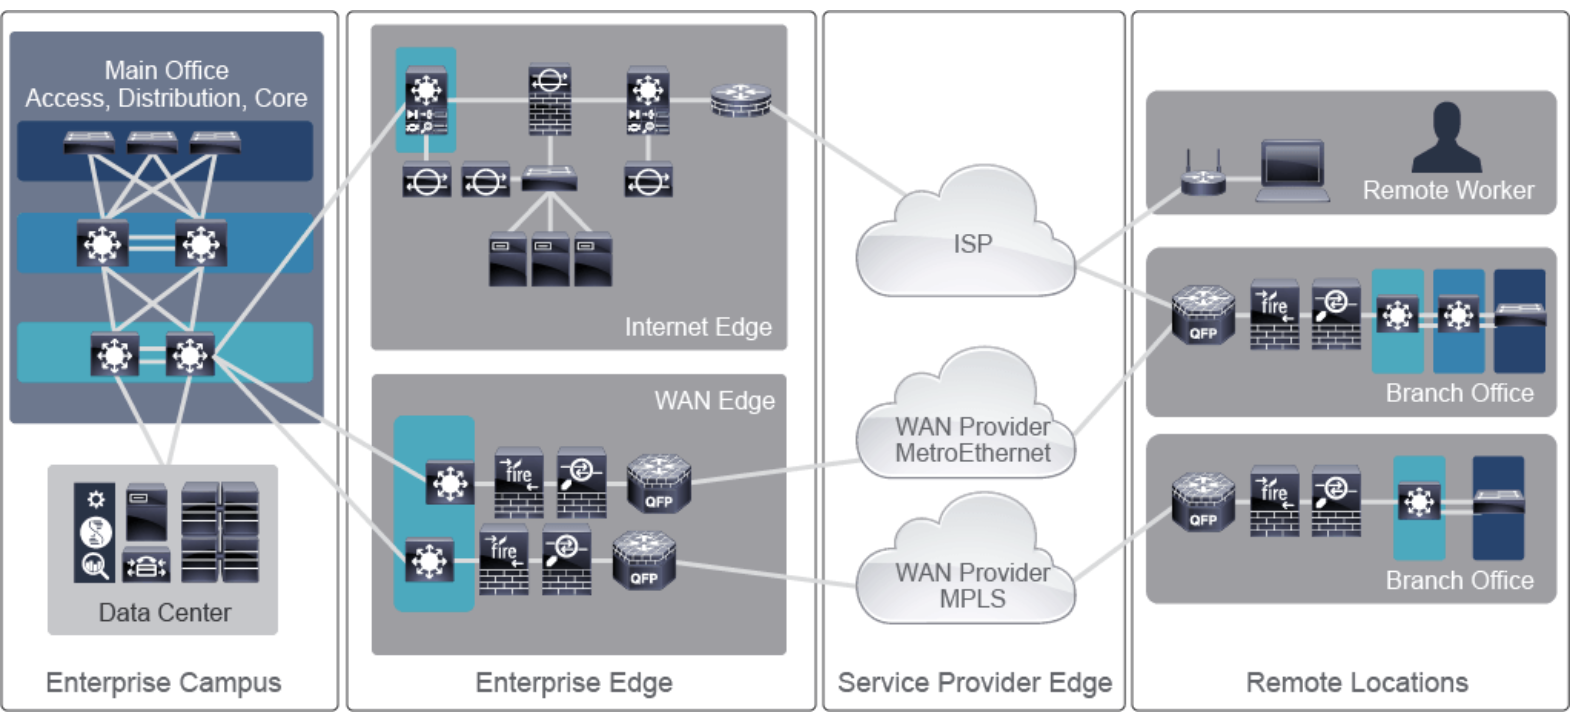 Main Office
Access, Distribution, Core
Data Center
Enterprise Campus
Internet Edge
WAN Edge
fire
QFP
fire
QFP
Enterprise Edge
ISP
WAN Provider
MetroEthernet
WAN Provider
MPLS
Service Provider Edge
Remote Worker
QFP
fire
Branch Office
QFP
fire
Branch Office
Remote Locations